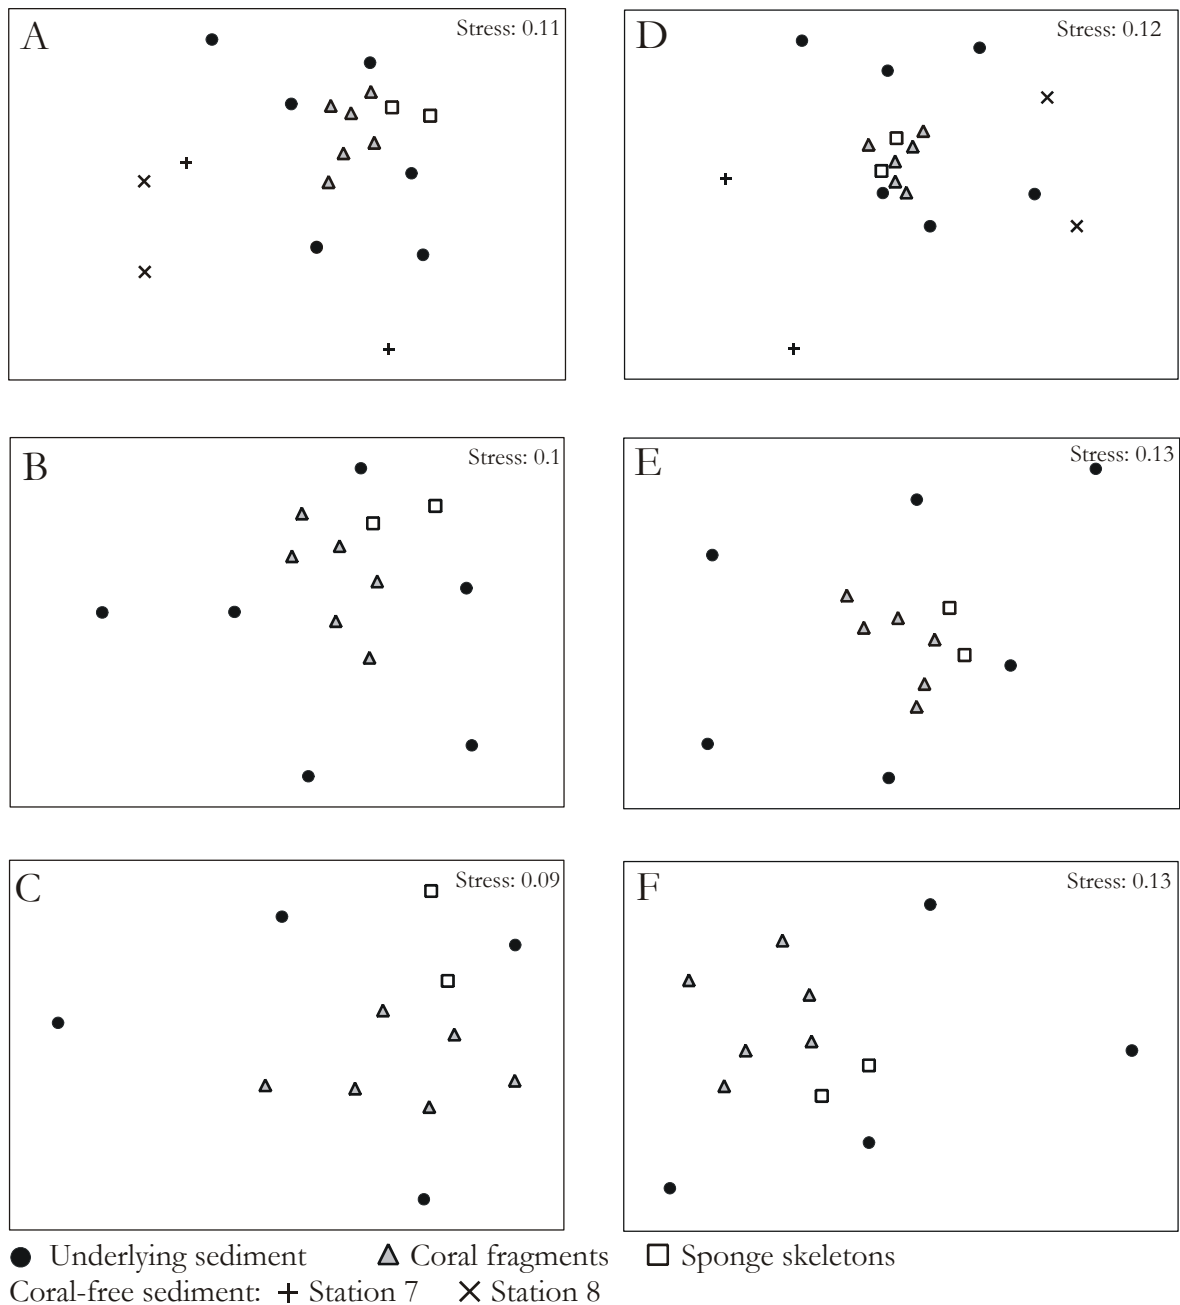 A
Stress: 0.11
D
Stress: 0.12
B
Stress: 0.1
E
Stress: 0.13
C
Stress: 0.09
F
Stress: 0.13
Underlying sediment Coral fragments Sponge skeletons
Coral-free sediment: Station 7 Station 8